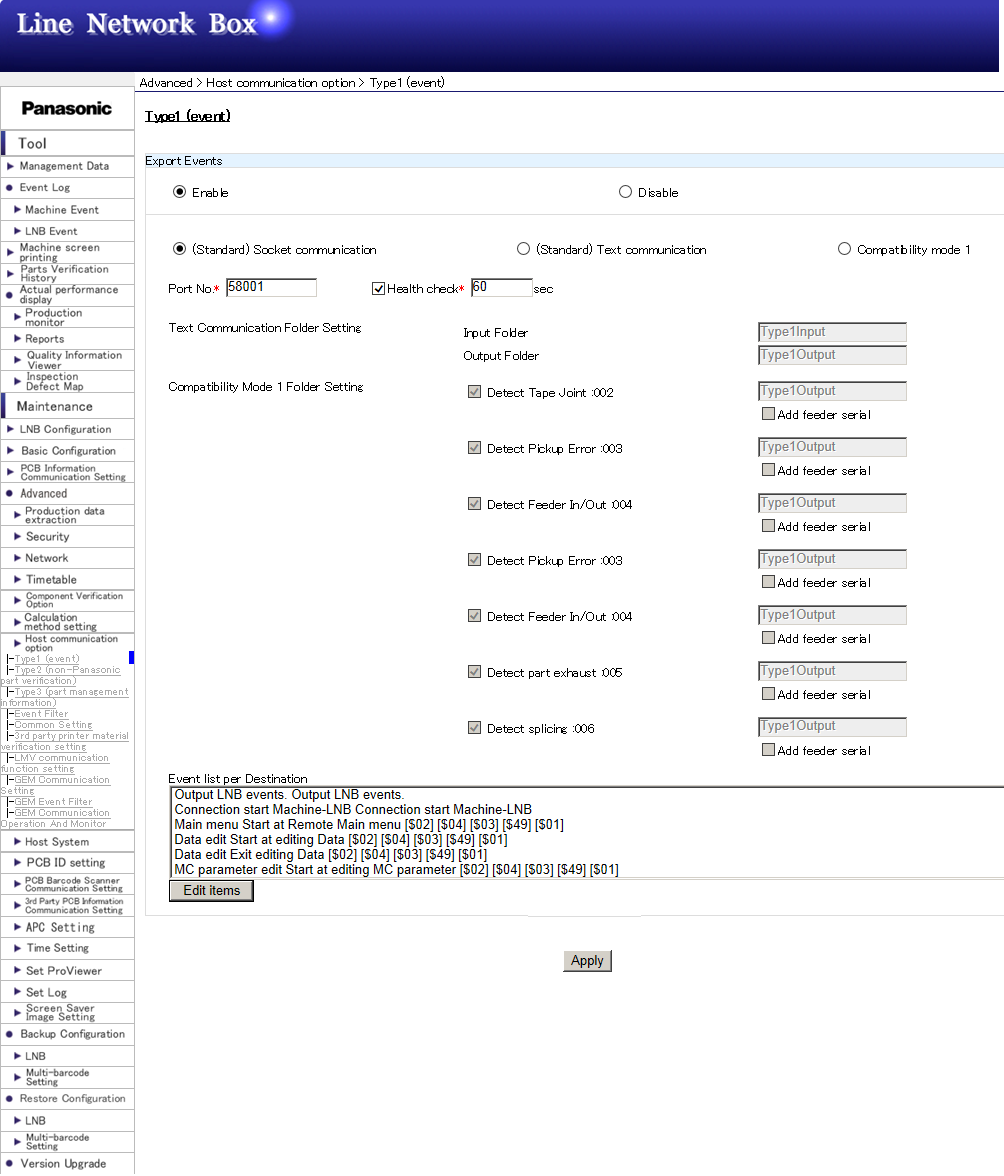 Line Network Box
Advanced > Host communication option > Type1 (event)
Panasonic
Tool
Management Data
Event Log
Machine Event
LNB Event
Machine screen
printing
Parts Verification
History
Actual performance
display
Production
monitor
Reports
Quality Information
Viewer
Inspection
Defect Map
Maintenance
LNB Configuration
Basic Configuration
PCB Information
Communication Setting
Advanced
Production data
extraction
Security
Network
Timetable
Component Verification
Option
Calculation
method setting
Host communication
option
Type1 (event)
Type2 (non-Panasonic
part verification)
Type3 (part management
information)
Event Filter
Common Setting
3rd party printer material
verification setting
LMV communication
function setting
GEM Communication
Setting
GEM Event Filter
GEM Communication
Operation And Monitor
Host System
PCB ID setting
PCB Barcode Scanner
Communication Setting
3rd Party PCB Information
Communication Setting
APC Setting
Time Setting
Set ProViewer
Set Log
Screen Saver
Image Setting
Backup Configuration
LNB
Multi-barcode
Setting
Restore Configuration
LNB
Multi-barcode
Setting
Version Upgrade
Type1 (event)
Export Events
Enable Disable
(Standard) Socket communication (Standard) Text communication Compatibility mode 1
Port No.* 58001 Health check* 60 sec
Text Communication Folder Setting Input Folder Type1Input
Output Folder Type1Output
Compatibility Mode 1 Folder Setting Detect Tape Joint :002 Type1Output
Add feeder serial
Detect Pickup Error :003 Type1Output
Add feeder serial
Detect Feeder In/Out :004 Type1Output
Add feeder serial
Detect Pickup Error :003 Type1Output
Add feeder serial
Detect Feeder In/Out :004 Type1Output
Add feeder serial
Detect part exhaust :005 Type1Output
Add feeder serial
Detect splicing :006 Type1Output
Add feeder serial
Event list per Destination
Output LNB events. Output LNB events.
Connection start Machine-LNB Connection start Machine-LNB
Main menu Start at Remote Main menu [$02] [$04] [$03] [$49] [$01]
Data edit Start at editing Data [$02] [$04] [$03] [$49] [$01]
Data edit Exit editing Data [$02] [$04] [$03] [$49] [$01]
MC parameter edit Start at editing MC parameter [$02] [$04] [$03] [$49] [$01]
Edit items
Apply